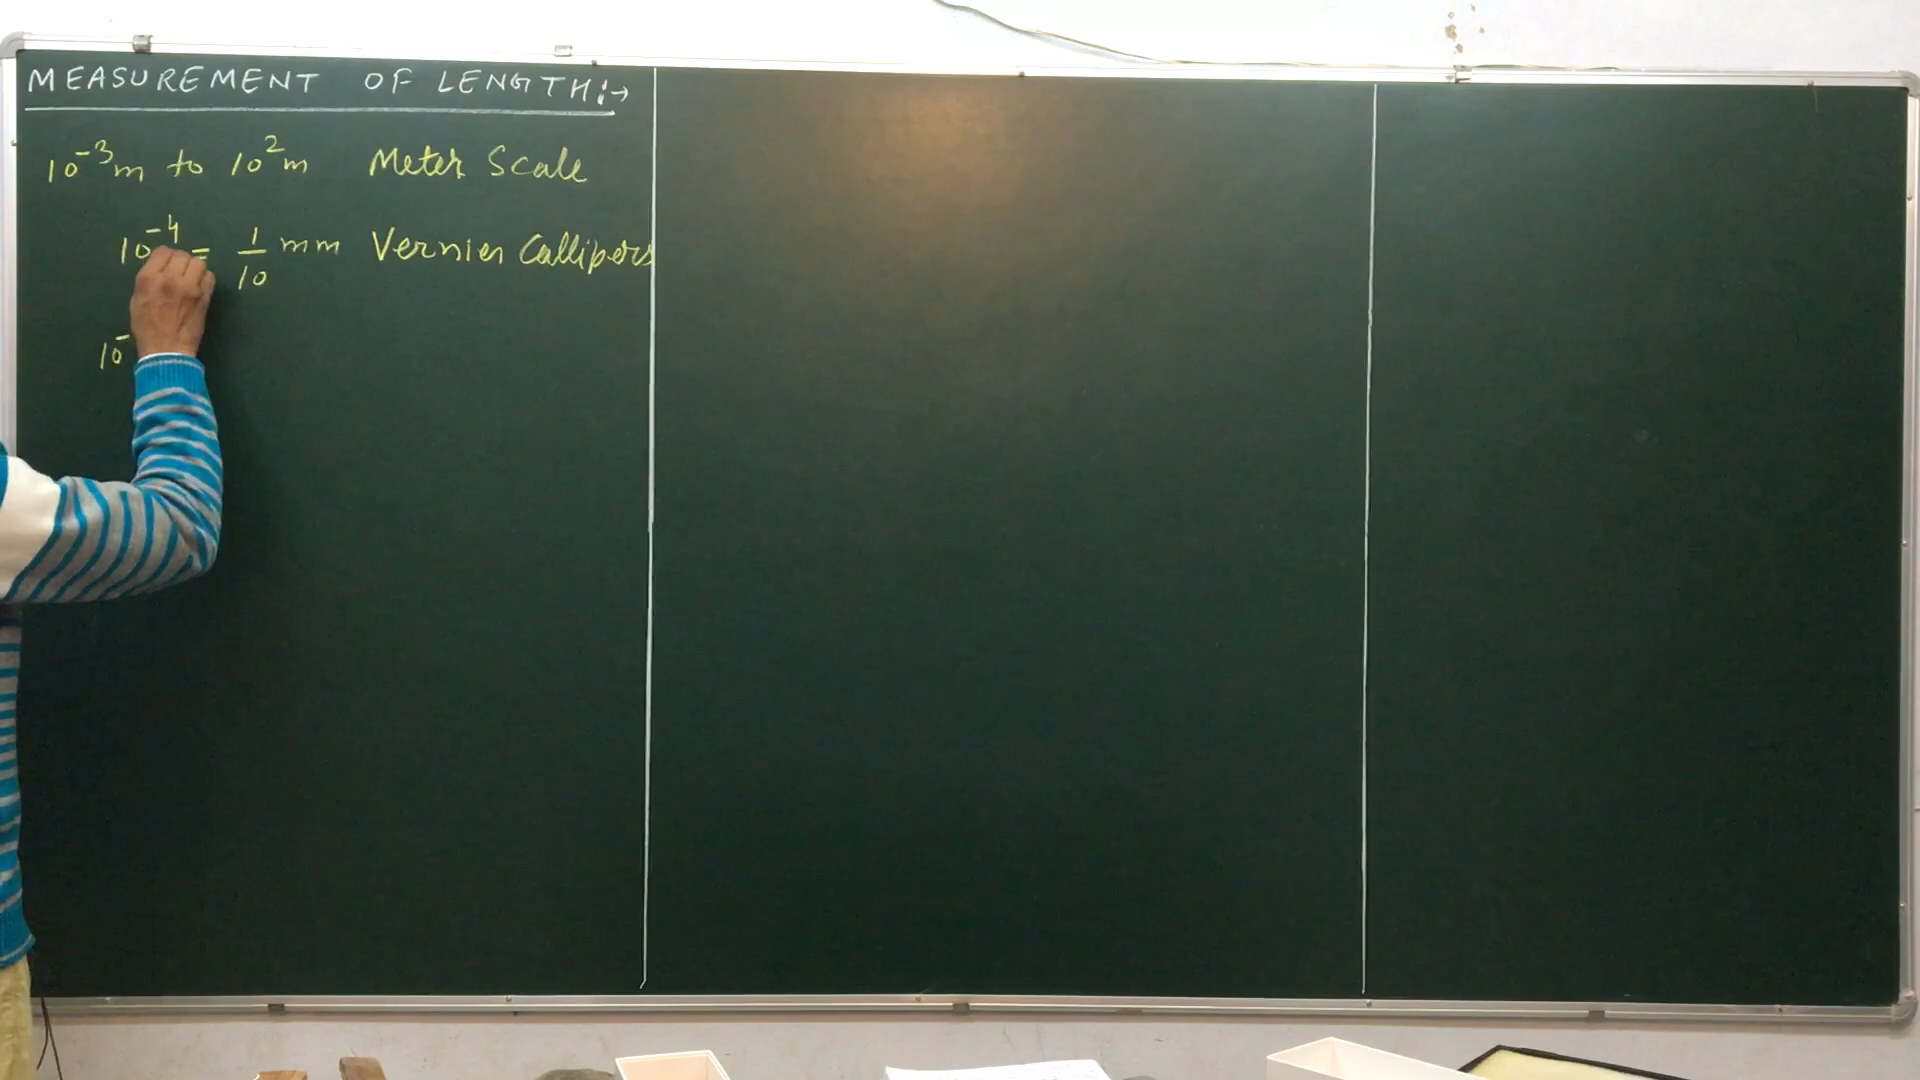 MEASUREMENT OF LENGTH:→
10⁻³m to 10²m Meter Scale
10⁻⁴ = 1/10 mm Vernier Callipers
10⁻